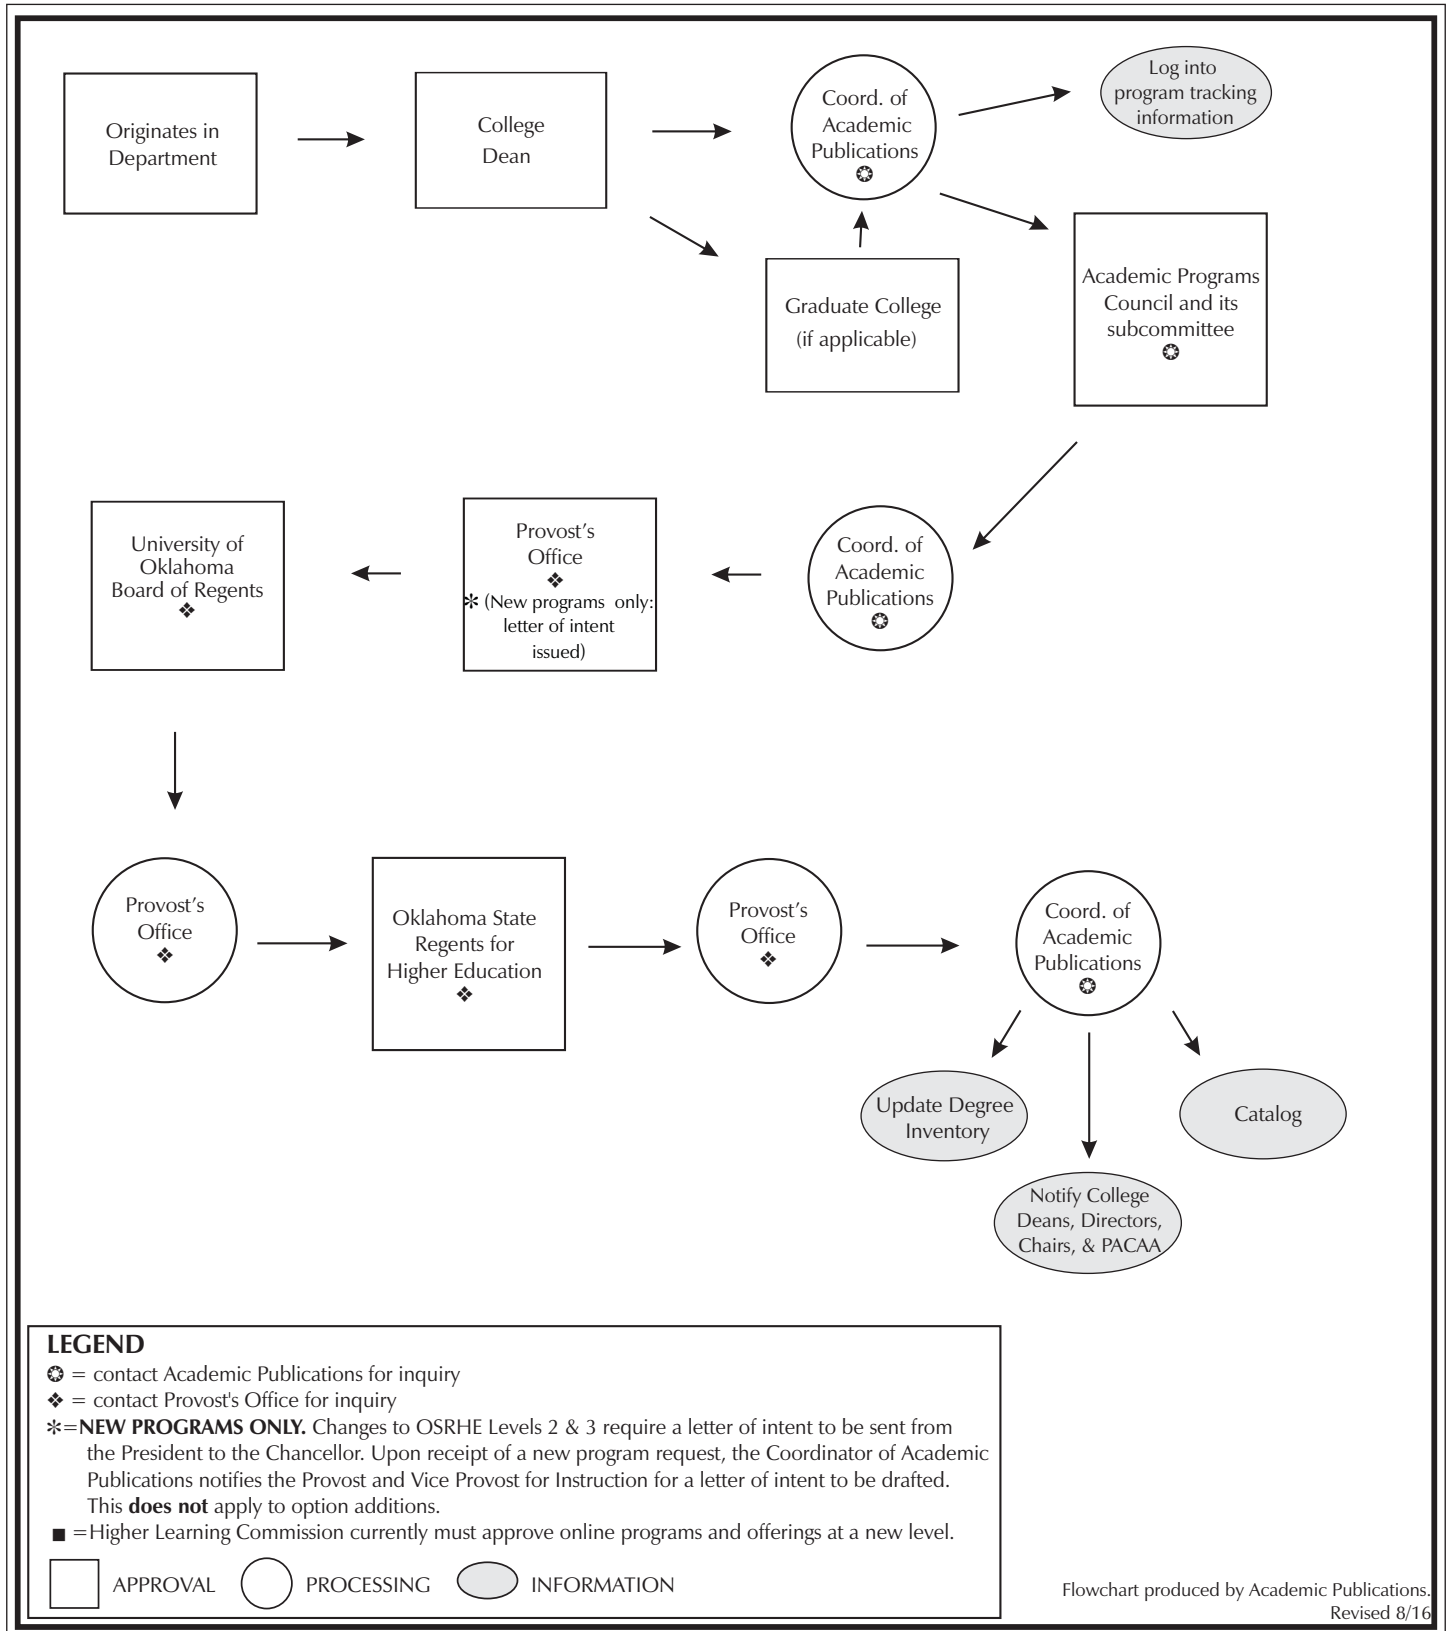 Originates in
Department
College
Dean
Coord. of
Academic
Publications
❂
Log into
program tracking
information
Graduate College
(if applicable)
Academic Programs
Council and its
subcommittee
❂
University of
Oklahoma
Board of Regents
❖
Provost's
Office
❖
* (New programs only:
letter of intent
issued)
Coord. of
Academic
Publications
❂
Provost's
Office
❖
Oklahoma State
Regents for
Higher Education
❖
Provost's
Office
❖
Coord. of
Academic
Publications
❂
Update Degree
Inventory
Catalog
Notify College
Deans, Directors,
Chairs, & PACAA
LEGEND
❂ = contact Academic Publications for inquiry
❖ = contact Provost's Office for inquiry
*=NEW PROGRAMS ONLY. Changes to OSRHE Levels 2 & 3 require a letter of intent to be sent from
the President to the Chancellor. Upon receipt of a new program request, the Coordinator of Academic
Publications notifies the Provost and Vice Provost for Instruction for a letter of intent to be drafted.
This does not apply to option additions.
■ =Higher Learning Commission currently must approve online programs and offerings at a new level.
APPROVAL PROCESSING INFORMATION
Flowchart produced by Academic Publications.
Revised 8/16